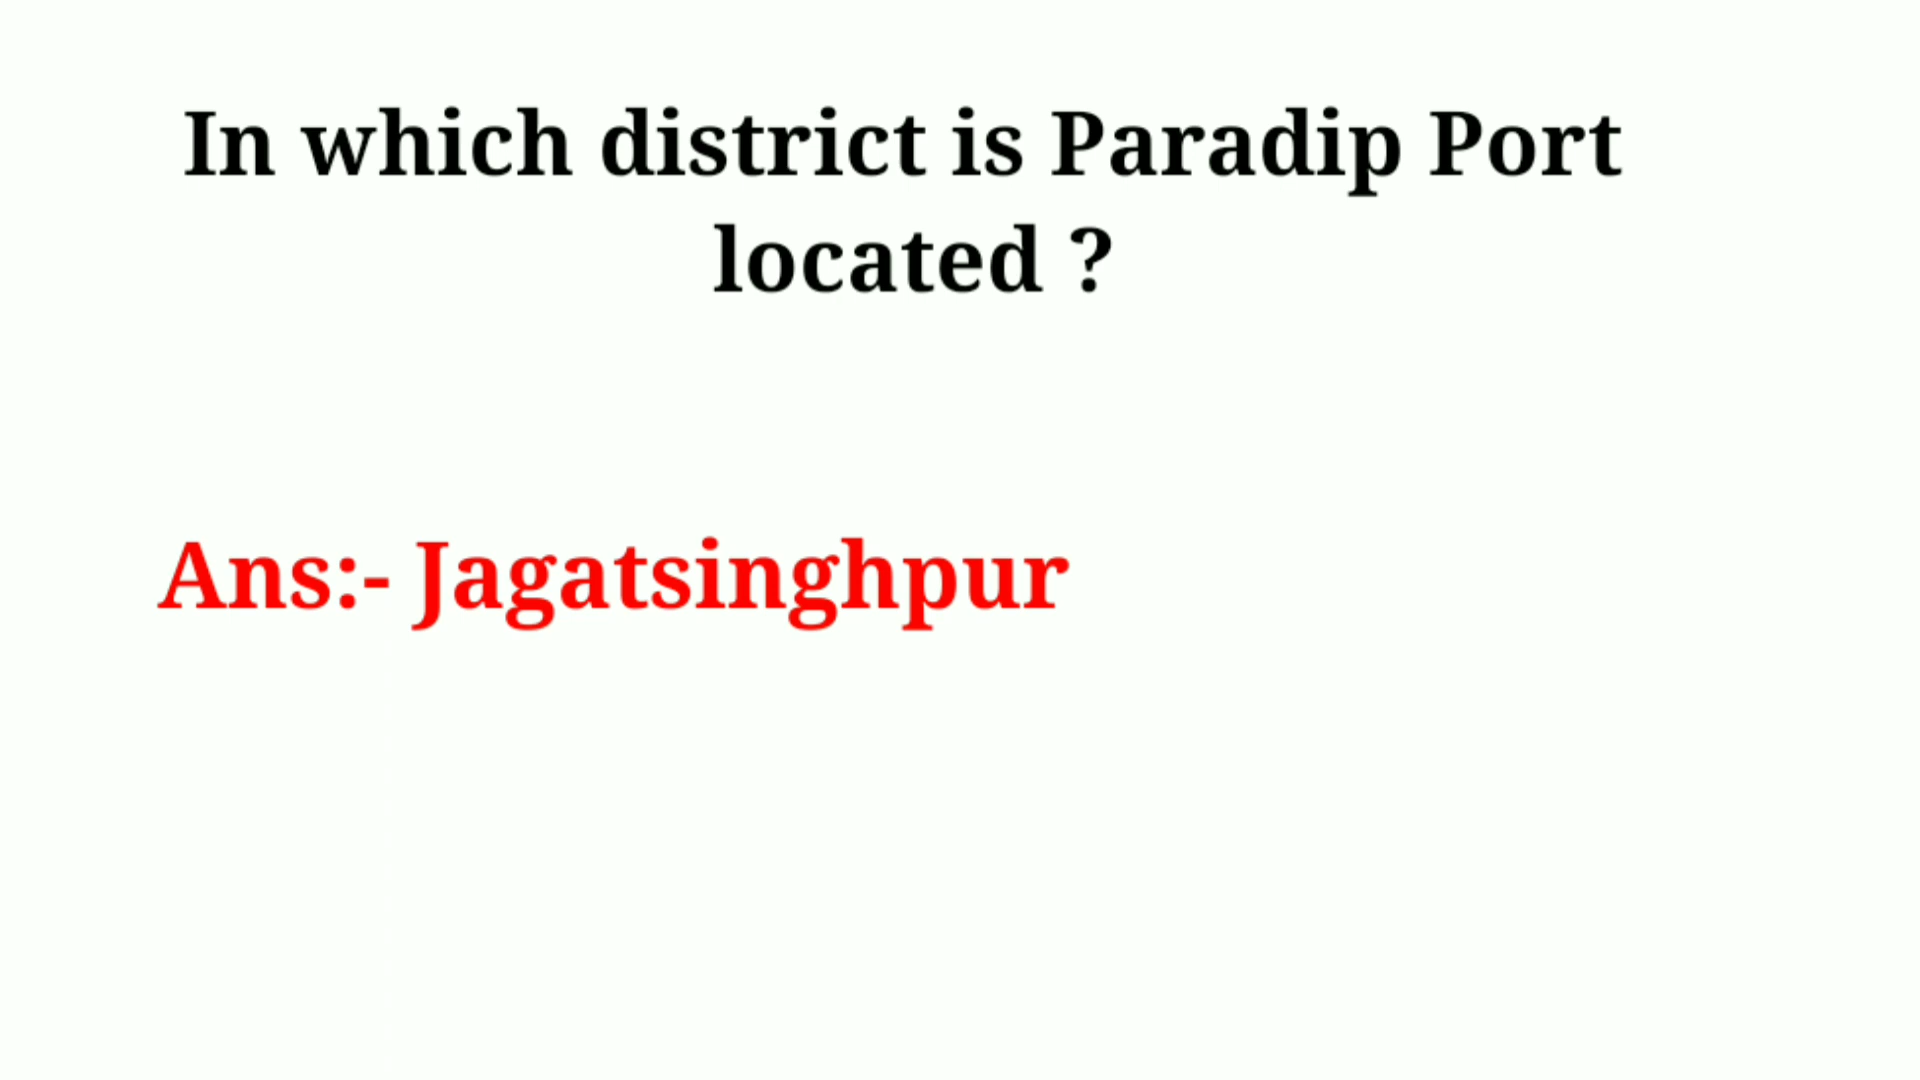 In which district is Paradip Port
located ?
Ans:- Jagatsinghpur